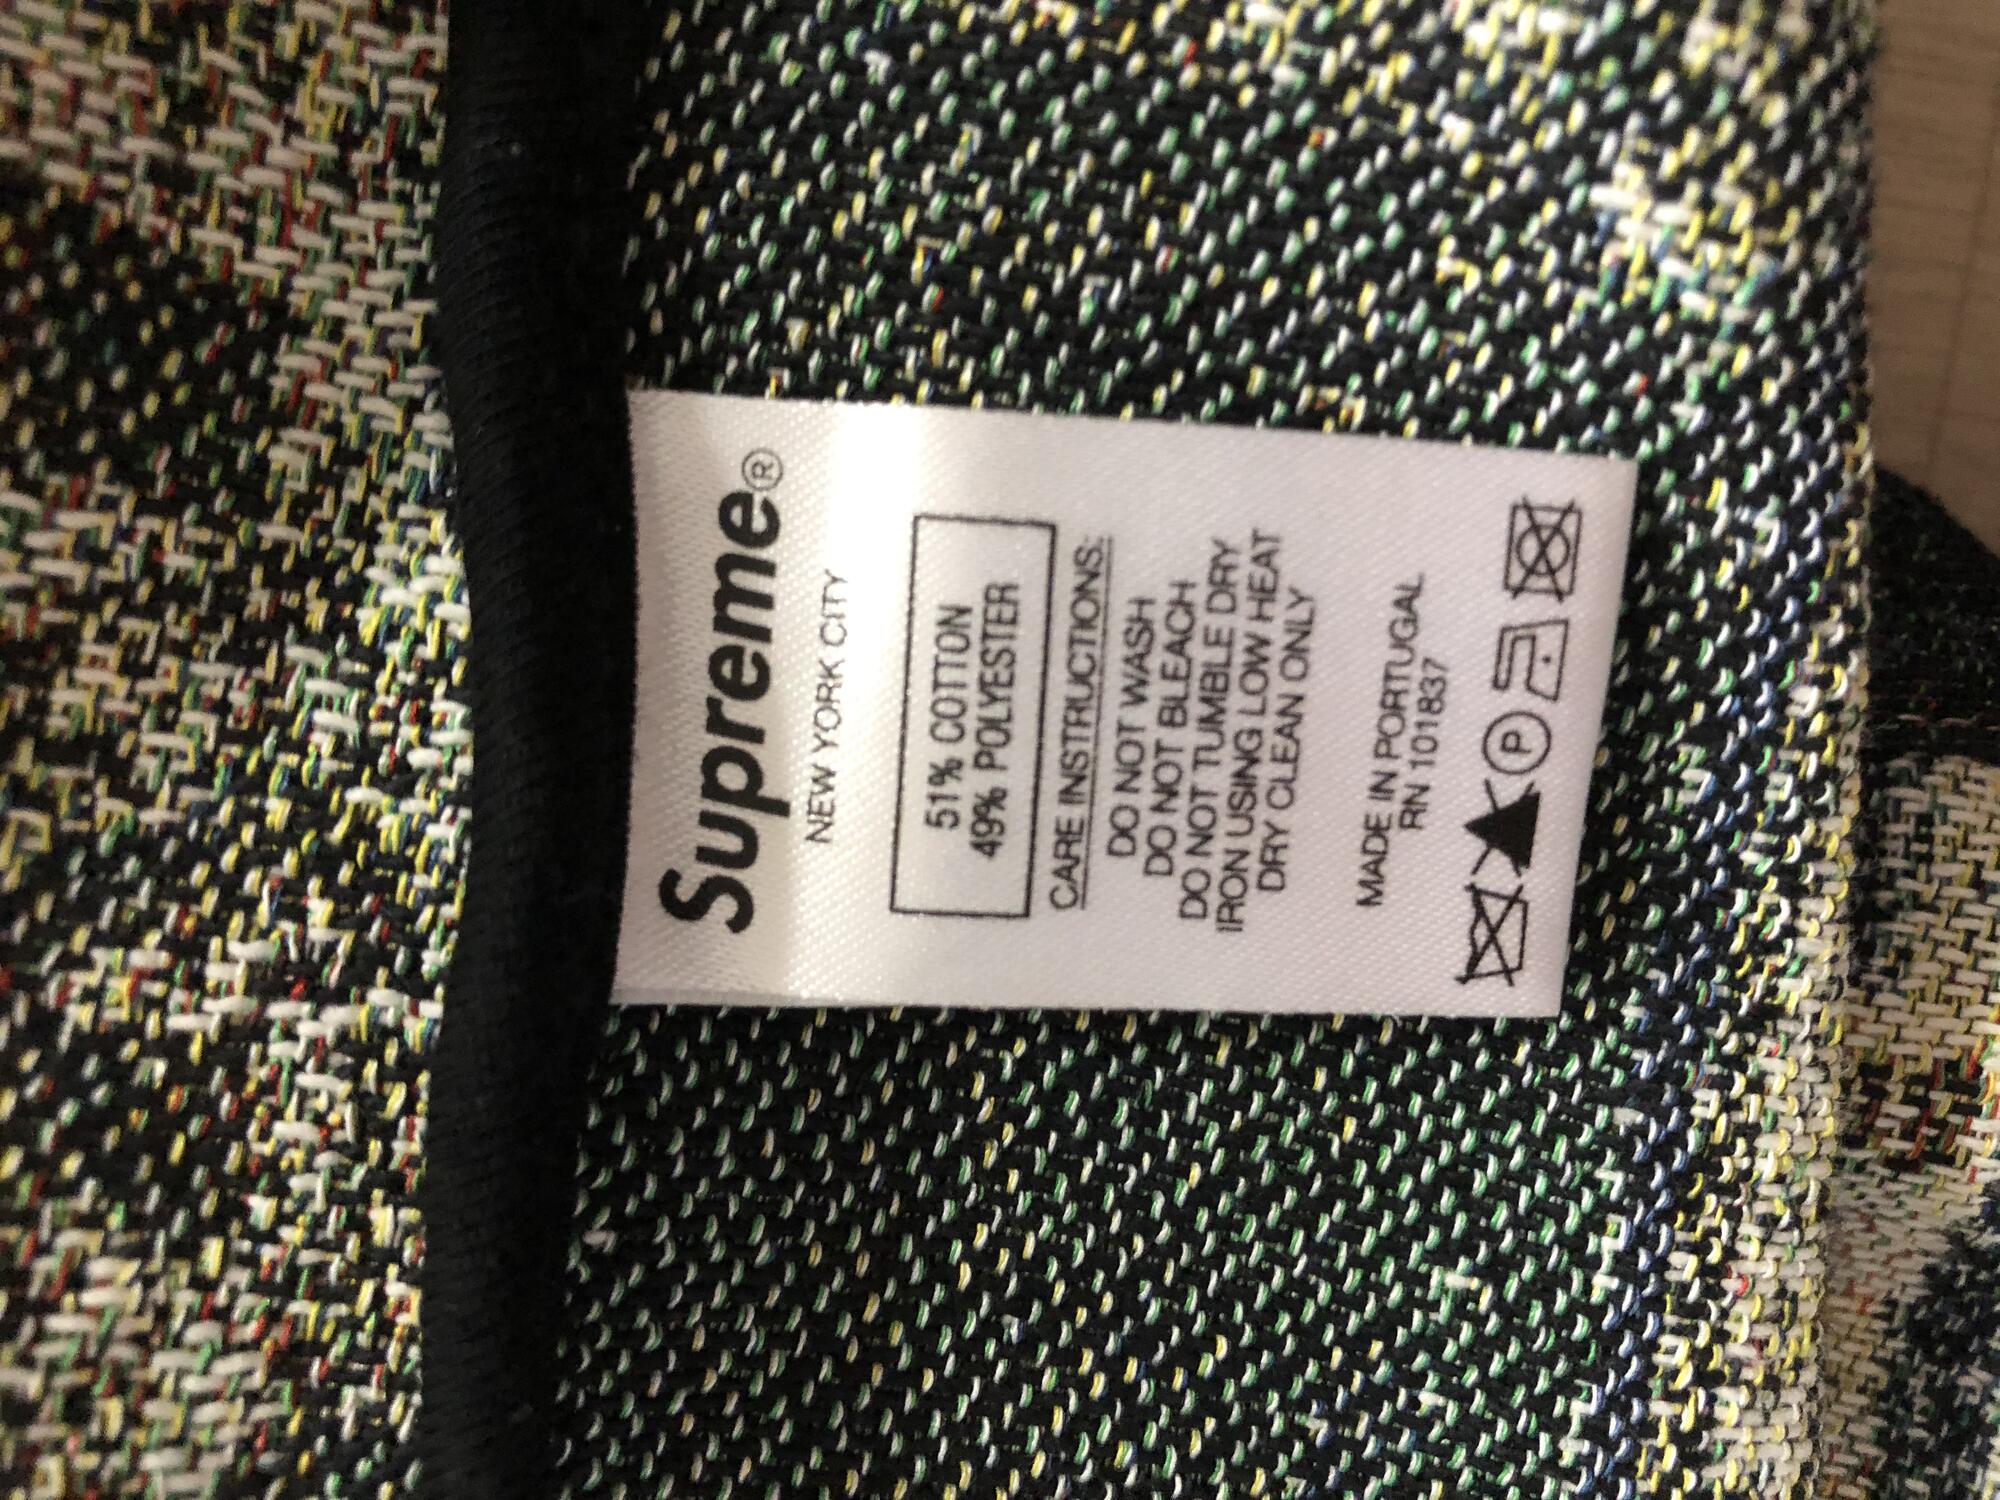 Supreme®
NEW YORK CITY
51% COTTON
49% POLYESTER
CARE INSTRUCTIONS:
DO NOT WASH
DO NOT BLEACH
DO NOT TUMBLE DRY
IRON USING LOW HEAT
DRY CLEAN ONLY
MADE IN PORTUGAL
RN 101837
P